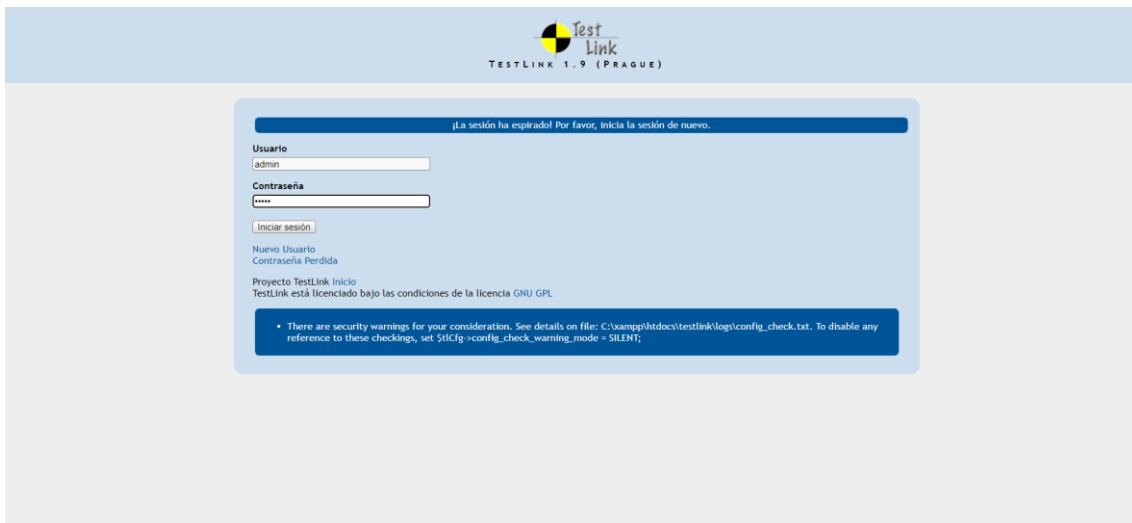 Test
Link
TESTLINK 1.9 (PRAGUE)
¡La sesión ha espirado! Por favor, inicia la sesión de nuevo.
Usuario
admin
Contraseña
•••••
Iniciar sesión
Nuevo Usuario
Contraseña Perdida
Proyecto TestLink Inicio
TestLink está licenciado bajo las condiciones de la licencia GNU GPL
• There are security warnings for your consideration. See details on file: C:\xampp\htdocs\testlink\logs\config_check.txt. To disable any
reference to these checkings, set $tlCfg->config_check_warning_mode = SILENT;